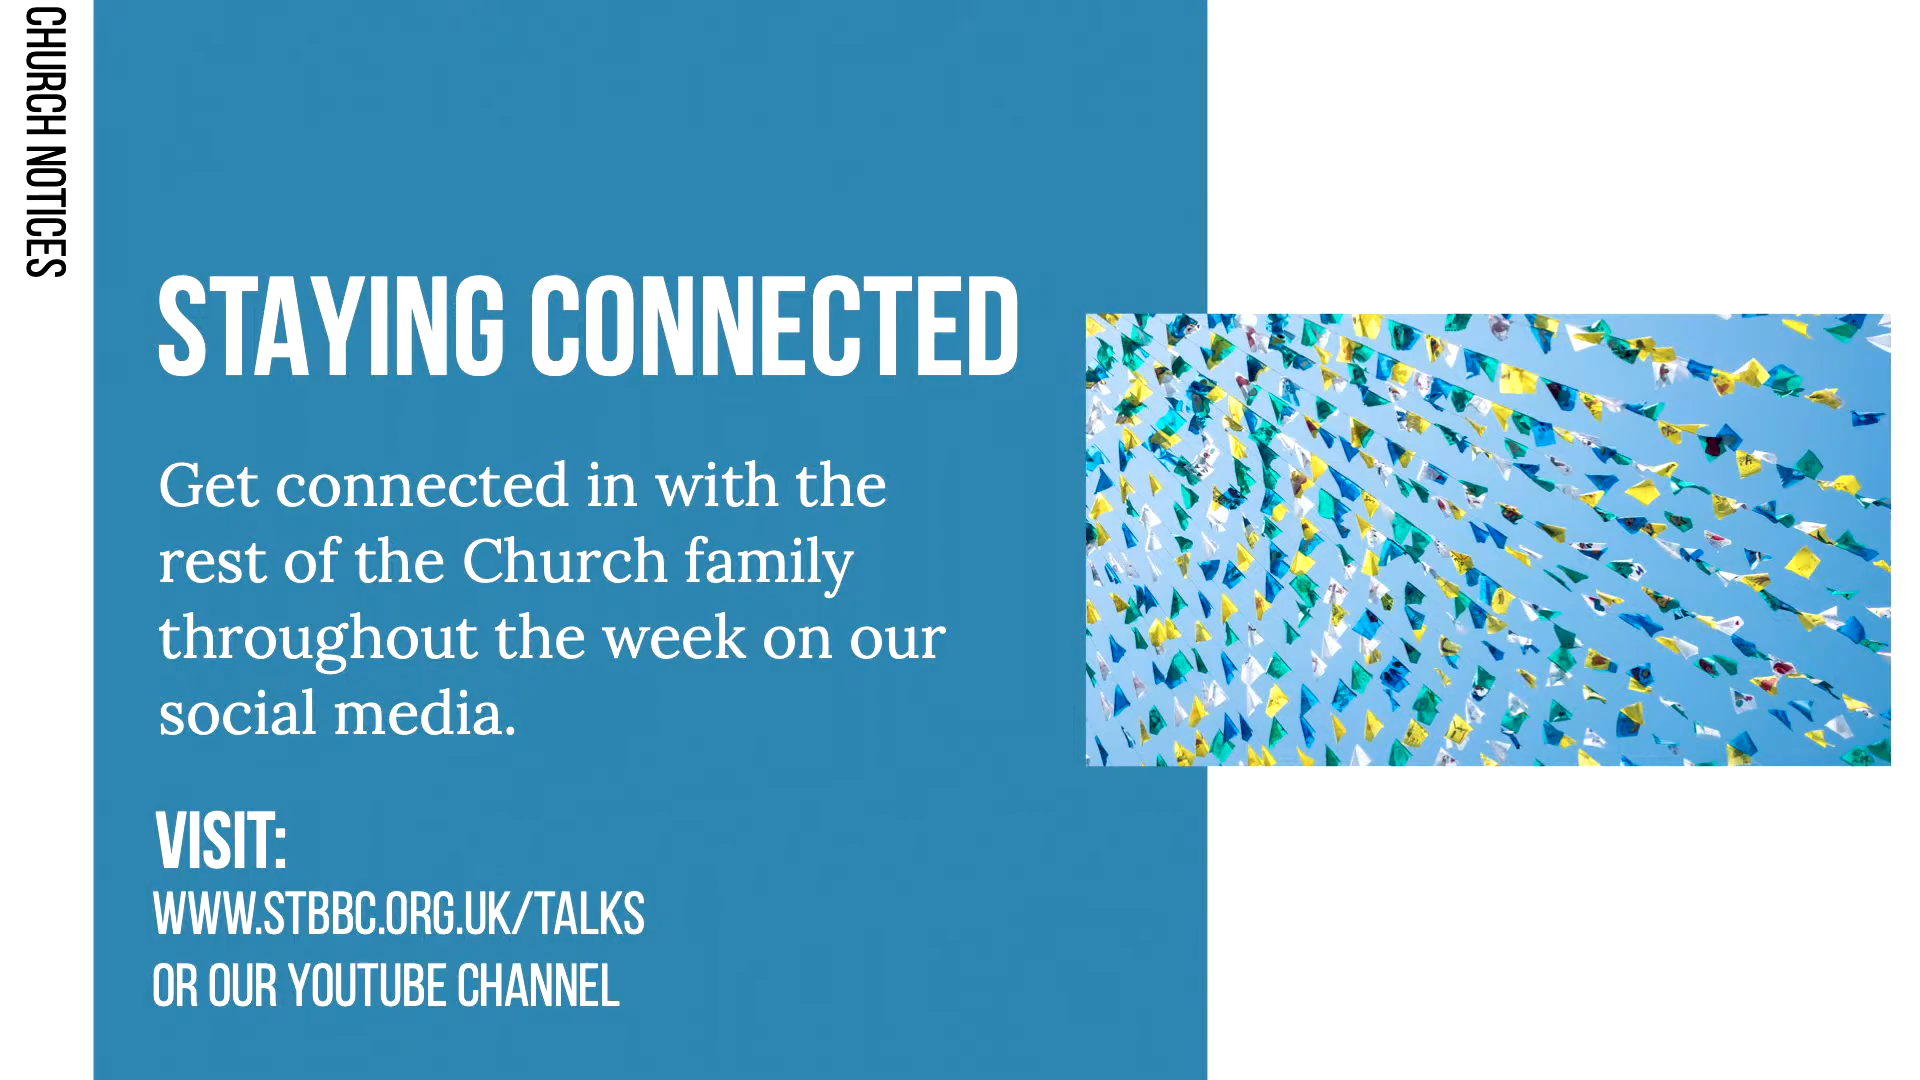 CHURCH NOTICES
STAYING CONNECTED
Get connected in with the
rest of the Church family
throughout the week on our
social media.
VISIT:
WWW.STBBC.ORG.UK/TALKS
OR OUR YOUTUBE CHANNEL